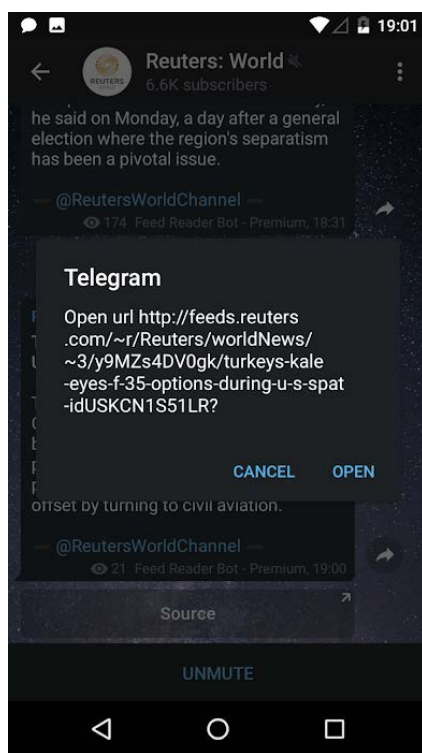 19:01
REUTERS
Reuters: World
6.6K subscribers
he said on Monday, a day after a general
election where the region's separatism
has been a pivotal issue.
— @ReutersWorldChannel —
174 Feed Reader Bot - Premium, 18:31
Telegram
Open url http://feeds.reuters
.com/~r/Reuters/worldNews/
~3/y9MZs4DV0gk/turkeys-kale
-eyes-f-35-options-during-u-s-spat
-idUSKCN1S51LR?
CANCEL OPEN
offset by turning to civil aviation.
— @ReutersWorldChannel —
21 Feed Reader Bot - Premium, 19:00
Source
UNMUTE